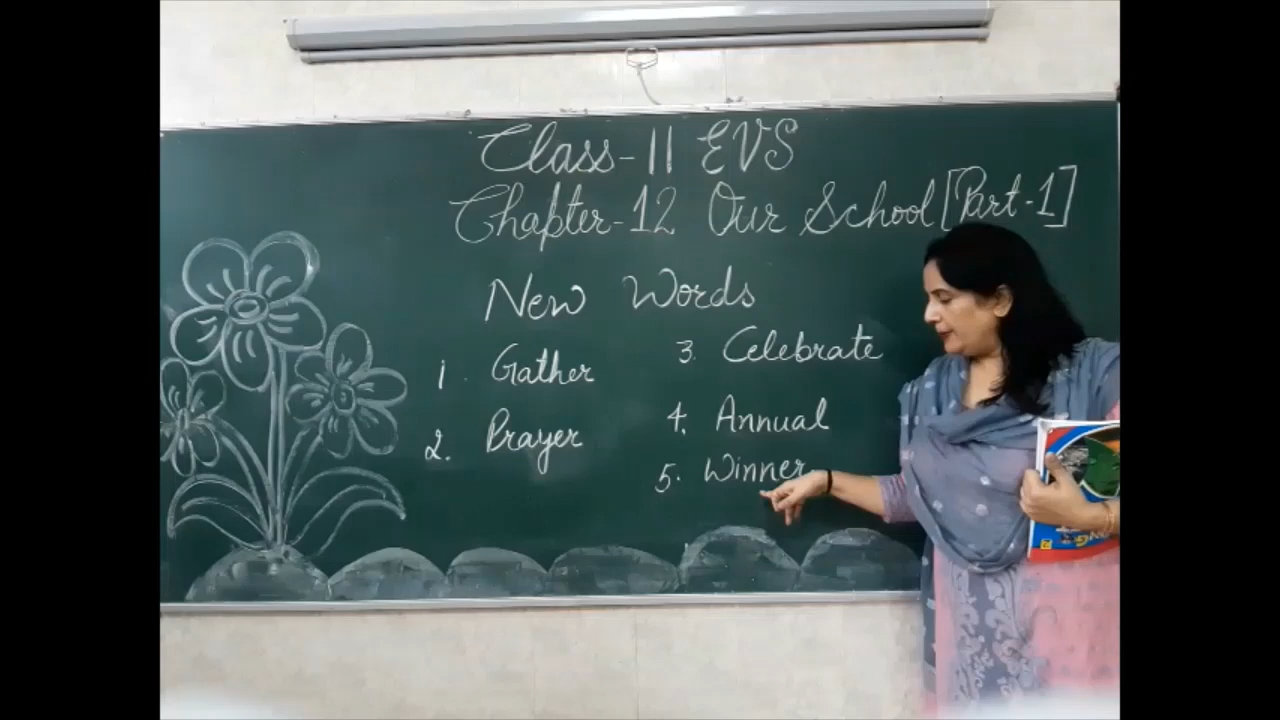 Class-II EVS
Chapter-12 Our School [Part-1]
New Words
1. Gather
2. Prayer
3. Celebrate
4. Annual
5. Winner